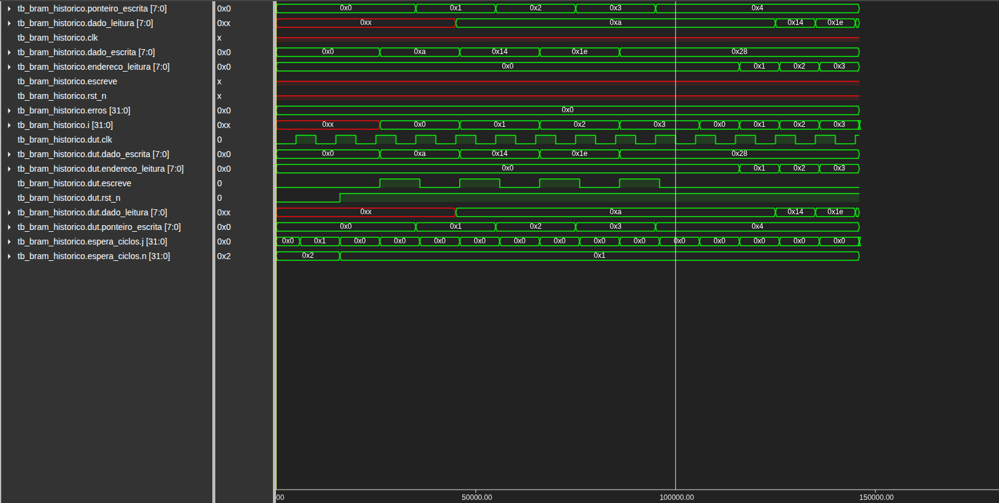 tb_bram_historico.ponteiro_escrita [7:0] 0x0 0x0 0x1 0x2 0x3 0x4
tb_bram_historico.dado_leitura [7:0] 0xx 0xx 0xa 0x14 0x1e
tb_bram_historico.clk x
tb_bram_historico.dado_escrita [7:0] 0x0 0x0 0xa 0x14 0x1e 0x28
tb_bram_historico.endereco_leitura [7:0] 0x0 0x0 0x1 0x2 0x3
tb_bram_historico.escreve x
tb_bram_historico.rst_n x
tb_bram_historico.erros [31:0] 0x0 0x0
tb_bram_historico.i [31:0] 0xx 0xx 0x0 0x1 0x2 0x3 0x0 0x1 0x2 0x3
tb_bram_historico.dut.clk 0
tb_bram_historico.dut.dado_escrita [7:0] 0x0 0x0 0xa 0x14 0x1e 0x28
tb_bram_historico.dut.endereco_leitura [7:0] 0x0 0x0 0x1 0x2 0x3
tb_bram_historico.dut.escreve 0
tb_bram_historico.dut.rst_n 0
tb_bram_historico.dut.dado_leitura [7:0] 0xx 0xx 0xa 0x14 0x1e
tb_bram_historico.dut.ponteiro_escrita [7:0] 0x0 0x0 0x1 0x2 0x3 0x4
tb_bram_historico.espera_ciclos.j [31:0] 0x0 0x0 0x1 0x0 0x0 0x0 0x0 0x0 0x0 0x0 0x0 0x0 0x0 0x0 0x0 0x0
tb_bram_historico.espera_ciclos.n [31:0] 0x2 0x2 0x1
00 50000.00 100000.00 150000.00